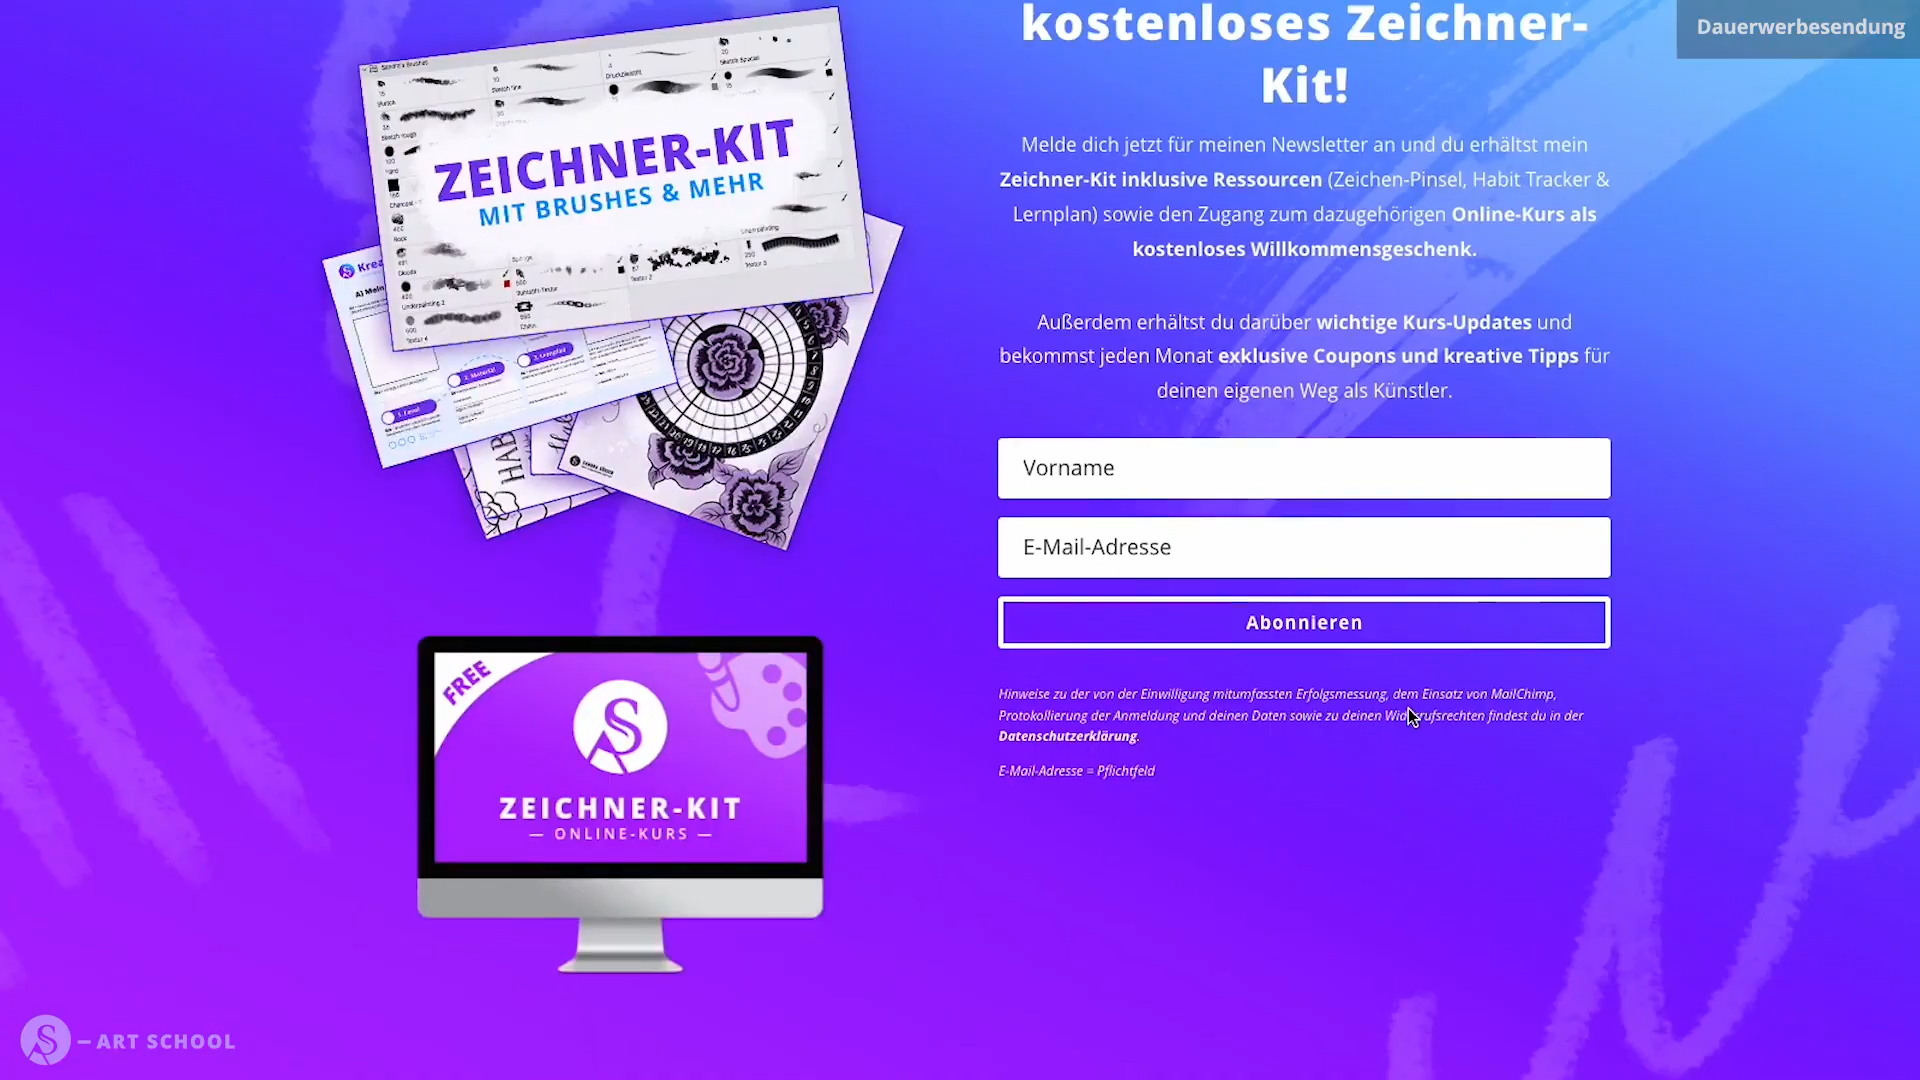 kostenloses Zeichner-
Kit!
Dauerwerbesendung
Melde dich jetzt für meinen Newsletter an und du erhältst mein
Zeichner-Kit inklusive Ressourcen (Zeichen-Pinsel, Habit Tracker &
Lernplan) sowie den Zugang zum dazugehörigen Online-Kurs als
kostenloses Willkommensgeschenk.
Außerdem erhältst du darüber wichtige Kurs-Updates und
bekommst jeden Monat exklusive Coupons und kreative Tipps für
deinen eigenen Weg als Künstler.
Vorname
E-Mail-Adresse
Abonnieren
Hinweise zu der von der Einwilligung mitumfassten Erfolgsmessung, dem Einsatz von MailChimp,
Protokollierung der Anmeldung und deinen Daten sowie zu deinen Widerrufsrechten findest du in der
Datenschutzerklärung.
E-Mail-Adresse = Pflichtfeld
ZEICHNER-KIT
MIT BRUSHES & MEHR
FREE
ZEICHNER-KIT
— ONLINE-KURS —
– ART SCHOOL